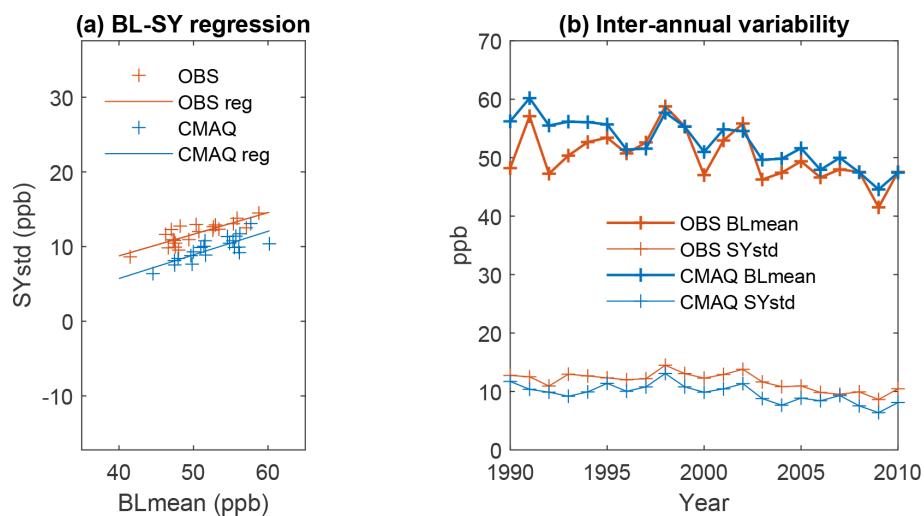 (a) BL-SY regression
OBS
OBS reg
CMAQ
CMAQ reg
30
20
10
0
-10
SYstd (ppb)
40 50 60
BLmean (ppb)
(b) Inter-annual variability
70
60
50
40
30
20
10
0
ppb
OBS BLmean
OBS SYstd
CMAQ BLmean
CMAQ SYstd
1990 1995 2000 2005 2010
Year